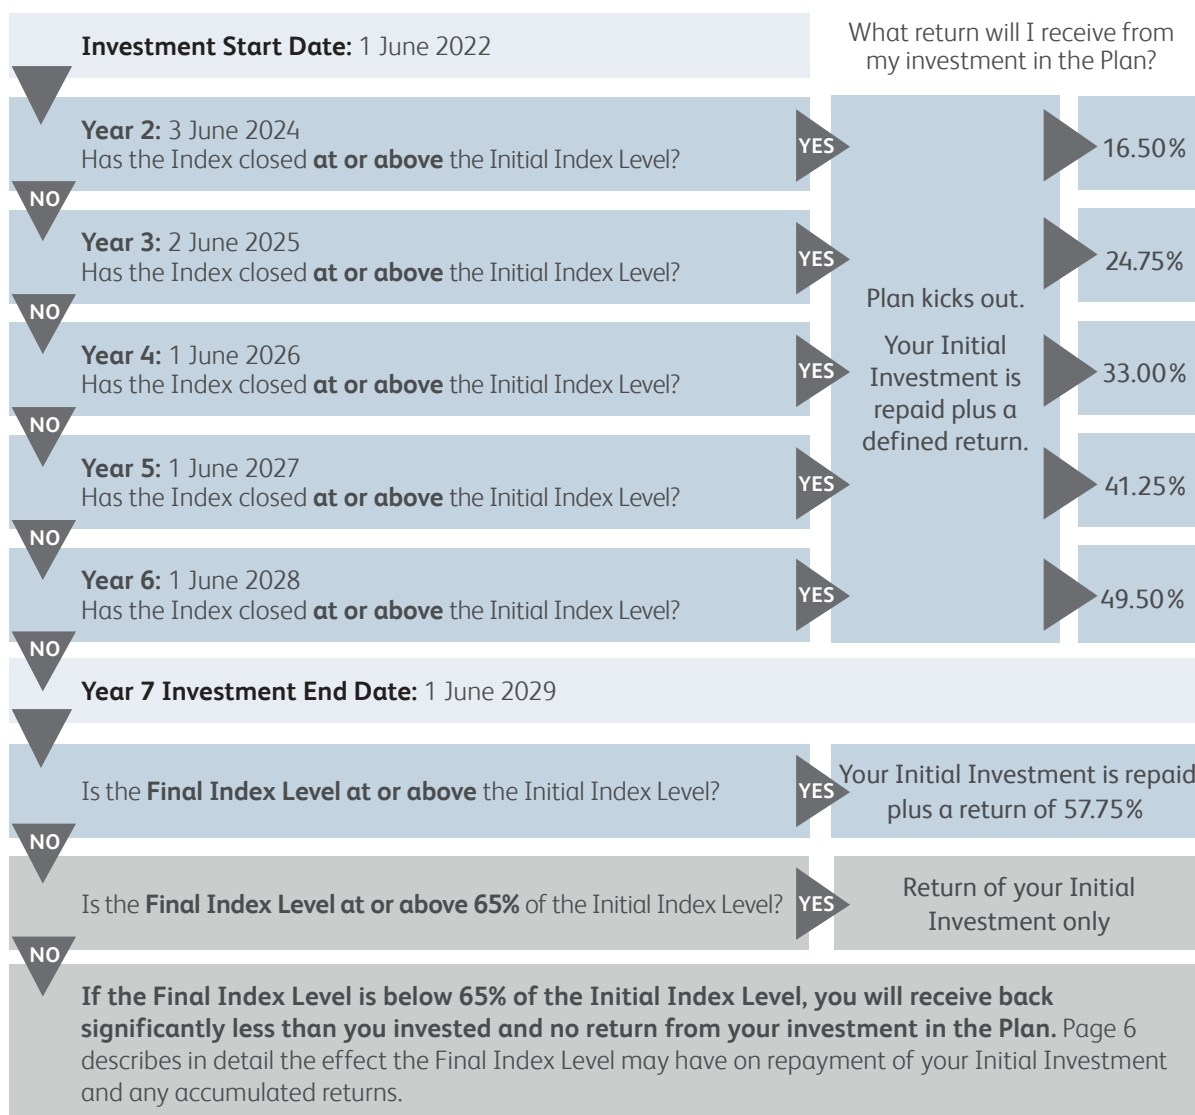 Investment Start Date: 1 June 2022
What return will I receive from
my investment in the Plan?
Year 2: 3 June 2024
Has the Index closed at or above the Initial Index Level?
YES
16.50%
NO
Year 3: 2 June 2025
Has the Index closed at or above the Initial Index Level?
YES
24.75%
NO
Plan kicks out.
Your Initial
Investment is
repaid plus a
defined return.
Year 4: 1 June 2026
Has the Index closed at or above the Initial Index Level?
YES
33.00%
NO
Year 5: 1 June 2027
Has the Index closed at or above the Initial Index Level?
YES
41.25%
NO
Year 6: 1 June 2028
Has the Index closed at or above the Initial Index Level?
YES
49.50%
NO
Year 7 Investment End Date: 1 June 2029
Is the Final Index Level at or above the Initial Index Level?
YES
Your Initial Investment is repaid
plus a return of 57.75%
NO
Is the Final Index Level at or above 65% of the Initial Index Level?
YES
Return of your Initial
Investment only
NO
If the Final Index Level is below 65% of the Initial Index Level, you will receive back
significantly less than you invested and no return from your investment in the Plan. Page 6
describes in detail the effect the Final Index Level may have on repayment of your Initial Investment
and any accumulated returns.